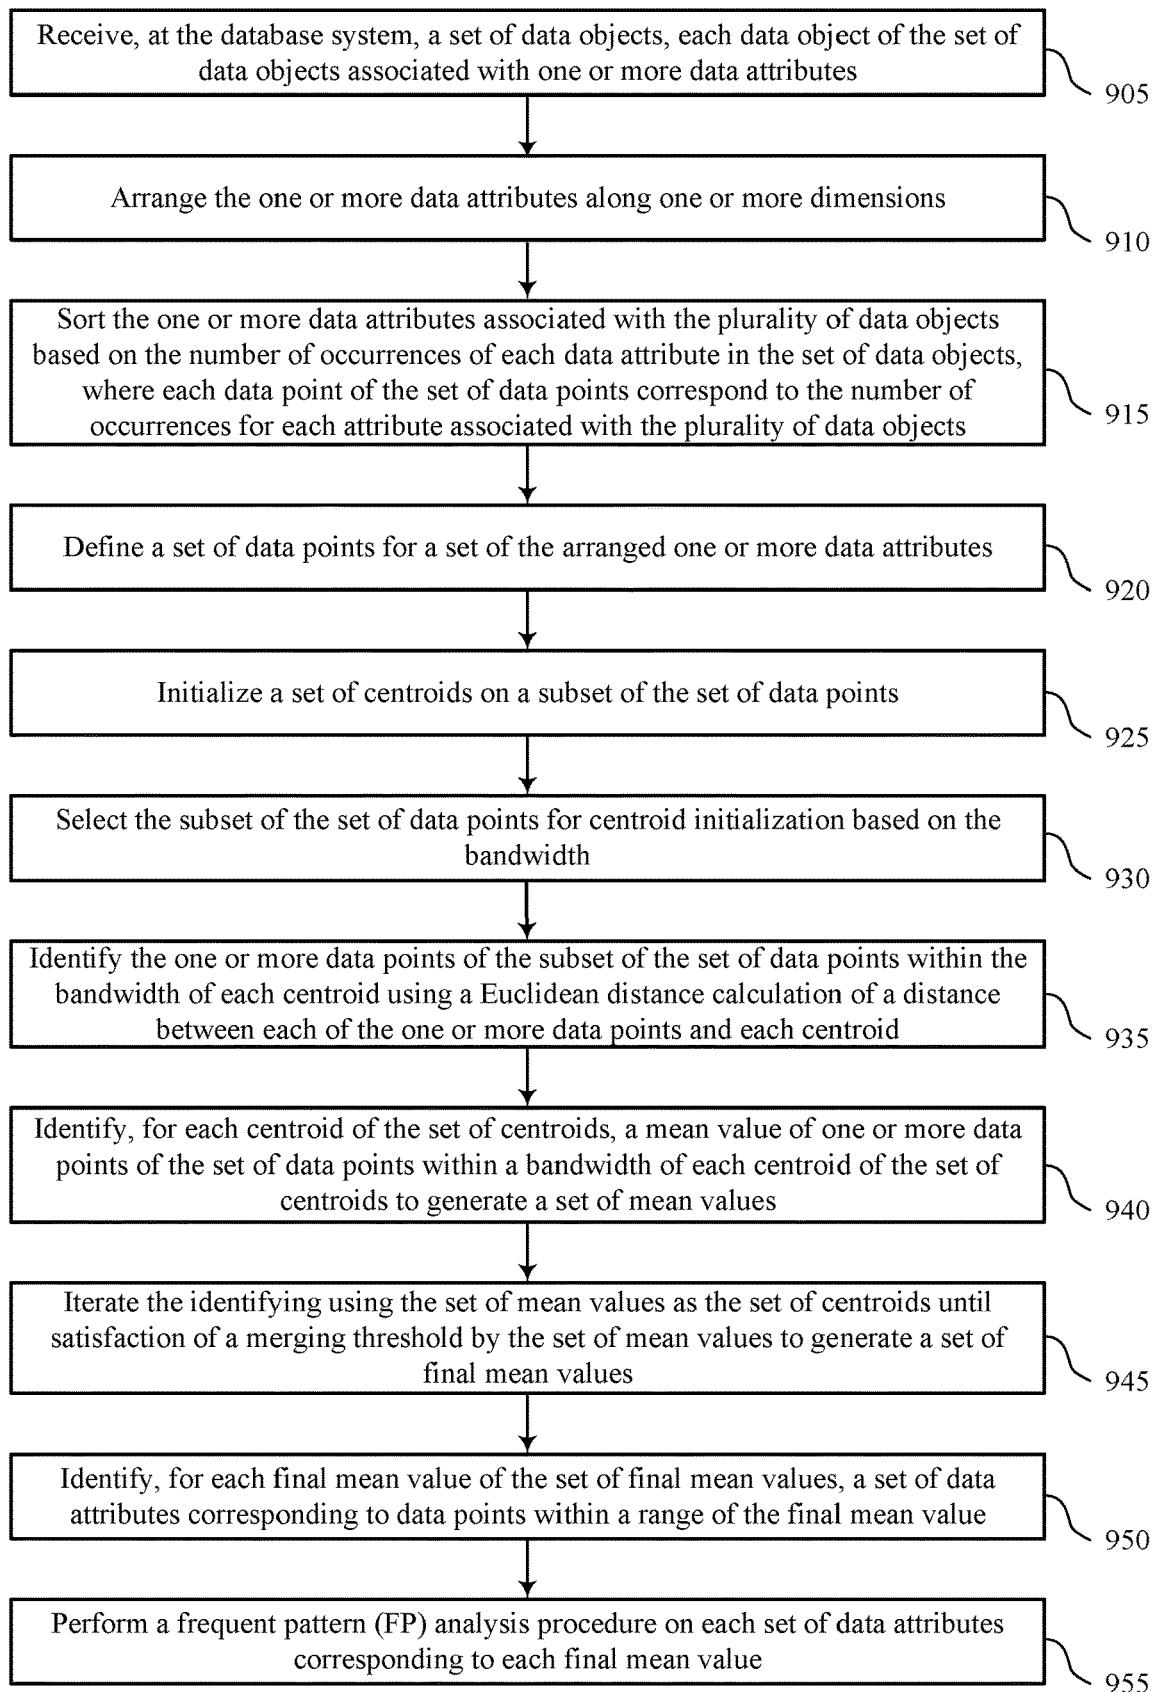 Receive, at the database system, a set of data objects, each data object of the set of
data objects associated with one or more data attributes
905
Arrange the one or more data attributes along one or more dimensions
910
Sort the one or more data attributes associated with the plurality of data objects
based on the number of occurrences of each data attribute in the set of data objects,
where each data point of the set of data points correspond to the number of
occurrences for each attribute associated with the plurality of data objects
915
Define a set of data points for a set of the arranged one or more data attributes
920
Initialize a set of centroids on a subset of the set of data points
925
Select the subset of the set of data points for centroid initialization based on the
bandwidth
930
Identify the one or more data points of the subset of the set of data points within the
bandwidth of each centroid using a Euclidean distance calculation of a distance
between each of the one or more data points and each centroid
935
Identify, for each centroid of the set of centroids, a mean value of one or more data
points of the set of data points within a bandwidth of each centroid of the set of
centroids to generate a set of mean values
940
Iterate the identifying using the set of mean values as the set of centroids until
satisfaction of a merging threshold by the set of mean values to generate a set of
final mean values
945
Identify, for each final mean value of the set of final mean values, a set of data
attributes corresponding to data points within a range of the final mean value
950
Perform a frequent pattern (FP) analysis procedure on each set of data attributes
corresponding to each final mean value
955